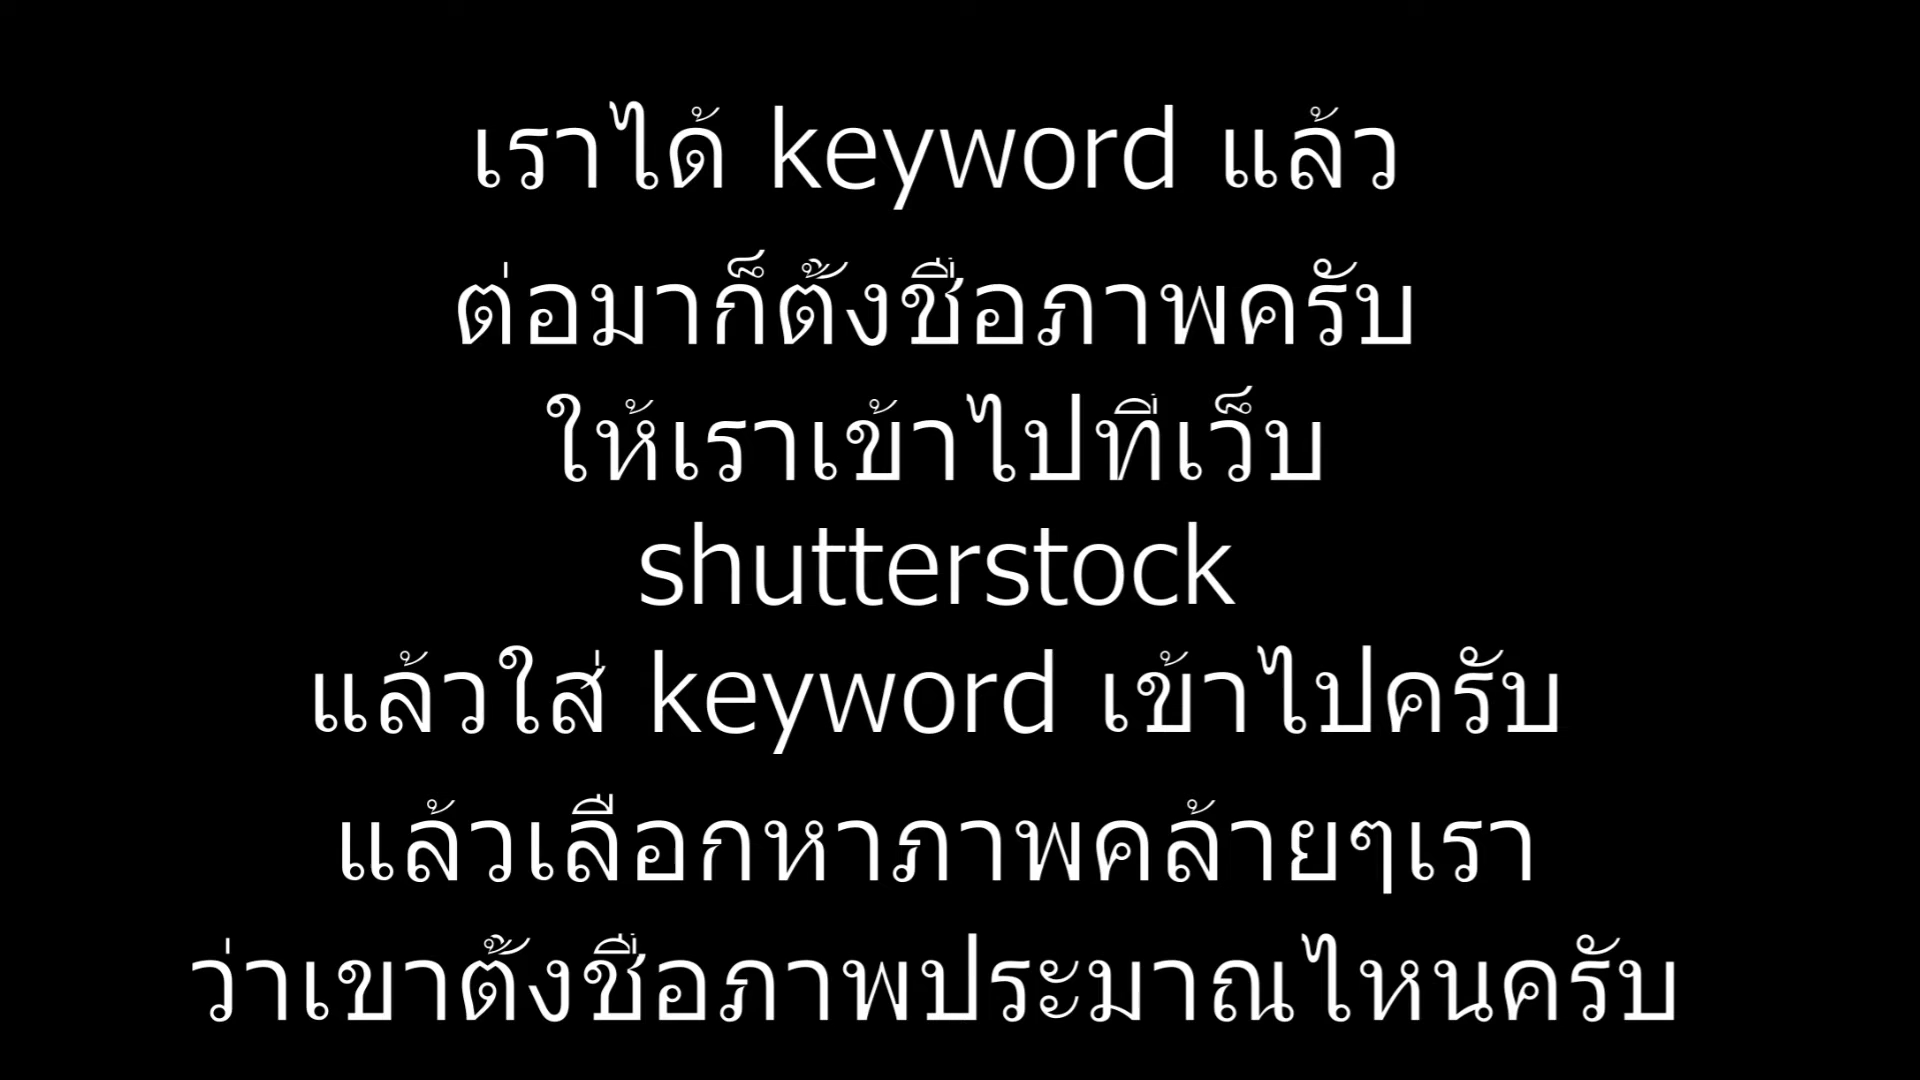 เราได้ keyword แล้ว
ต่อมาก็ตั้งชื่อภาพครับ
ให้เราเข้าไปที่เว็บ
shutterstock
แล้วใส่ keyword เข้าไปครับ
แล้วเลือกหาภาพคล้ายๆเรา
ว่าเขาตั้งชื่อภาพประมาณไหนครับ